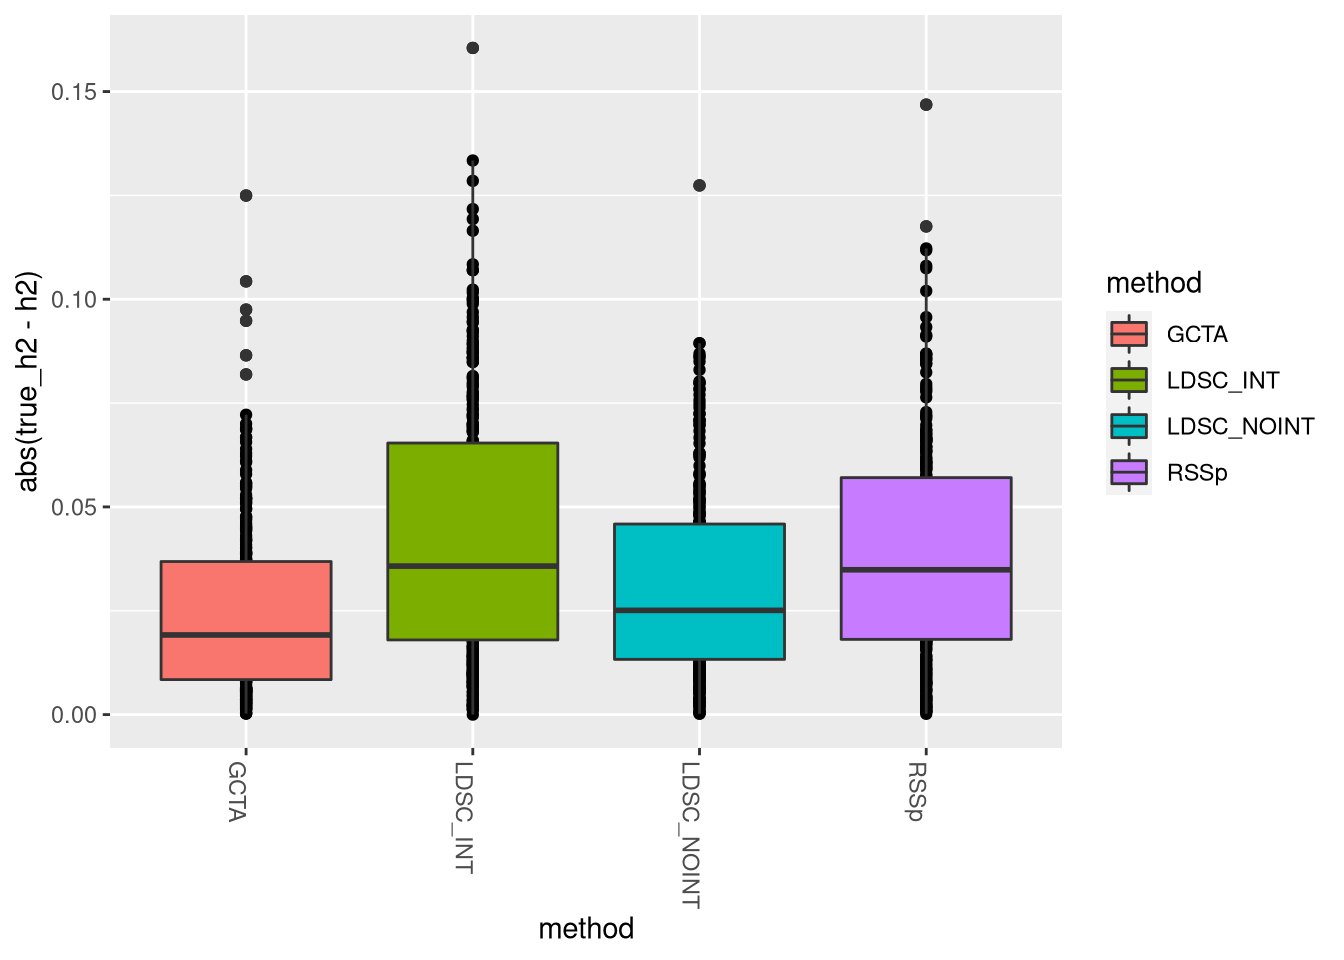 abs(true_h2 - h2)
0.15
0.10
0.05
0.00
GCTA
LDSC_INT
LDSC_NOINT
RSSp
method
method
GCTA
LDSC_INT
LDSC_NOINT
RSSp